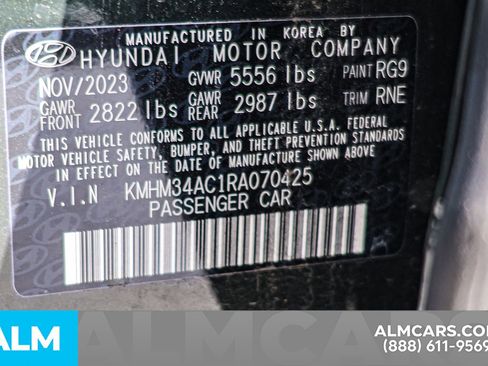 MANUFACTURED IN KOREA BY
HYUNDAI MOTOR COMPANY
NOV/2023 GVWR 5556 lbs PAINT RG9
GAWR FRONT 2822 lbs GAWR REAR 2987 lbs TRIM RNE
THIS VEHICLE CONFORMS TO ALL APPLICABLE U.S.A. FEDERAL
MOTOR VEHICLE SAFETY, BUMPER, AND THEFT PREVENTION STANDARDS
IN EFFECT ON THE DATE OF MANUFACTURE SHOWN ABOVE.
V.I.N KMHM34AC1RA070425
PASSENGER CAR
ALM
ALMCARS
ALMCARS.COM
(888) 611-9569